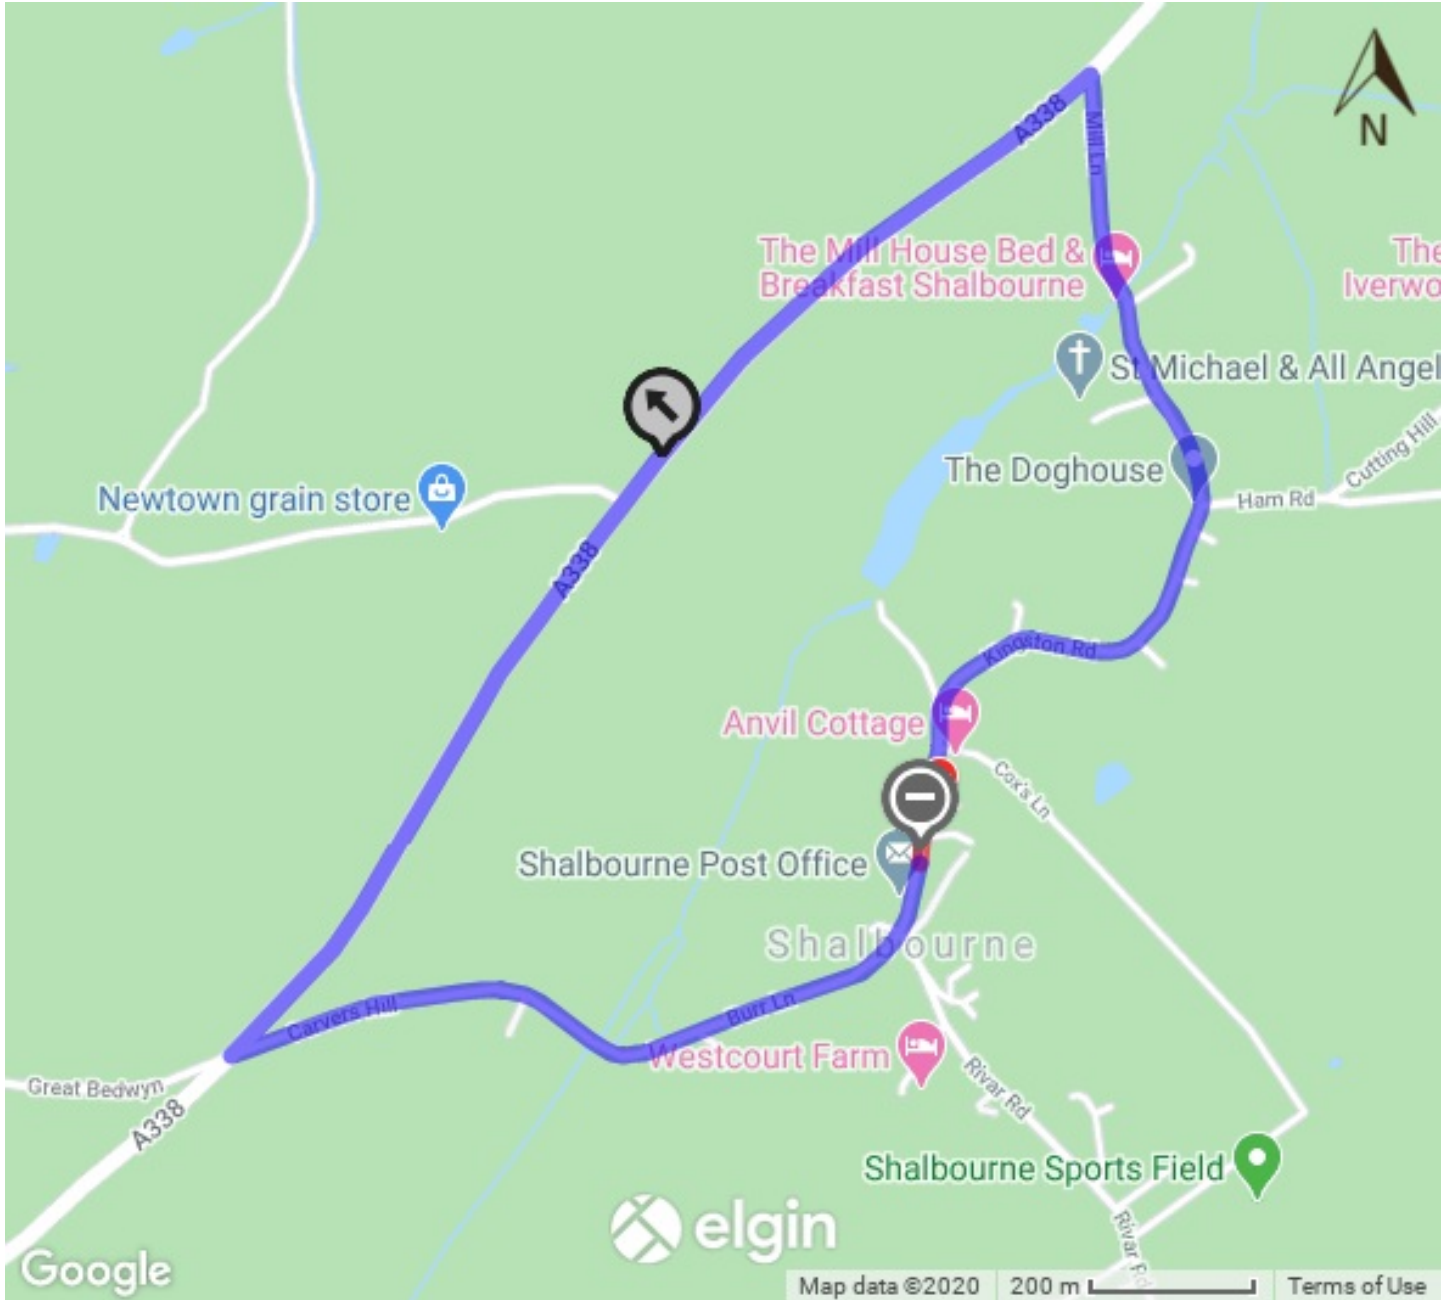 A338
Mill Ln
N
The Mill House Bed &
Breakfast Shalbourne
The
Iverwo
St Michael & All Angel
The Doghouse
Cutting Hill
Ham Rd
Newtown grain store
A338
Kingston Rd
Anvil Cottage
Cox's Ln
Shalbourne Post Office
Shalbourne
Burr Ln
Carvers Hill
Westcourt Farm
Great Bedwyn
Rivar Rd
A338
Shalbourne Sports Field
Rivar Rd
elgin
Google
Map data ©2020
200 m
Terms of Use